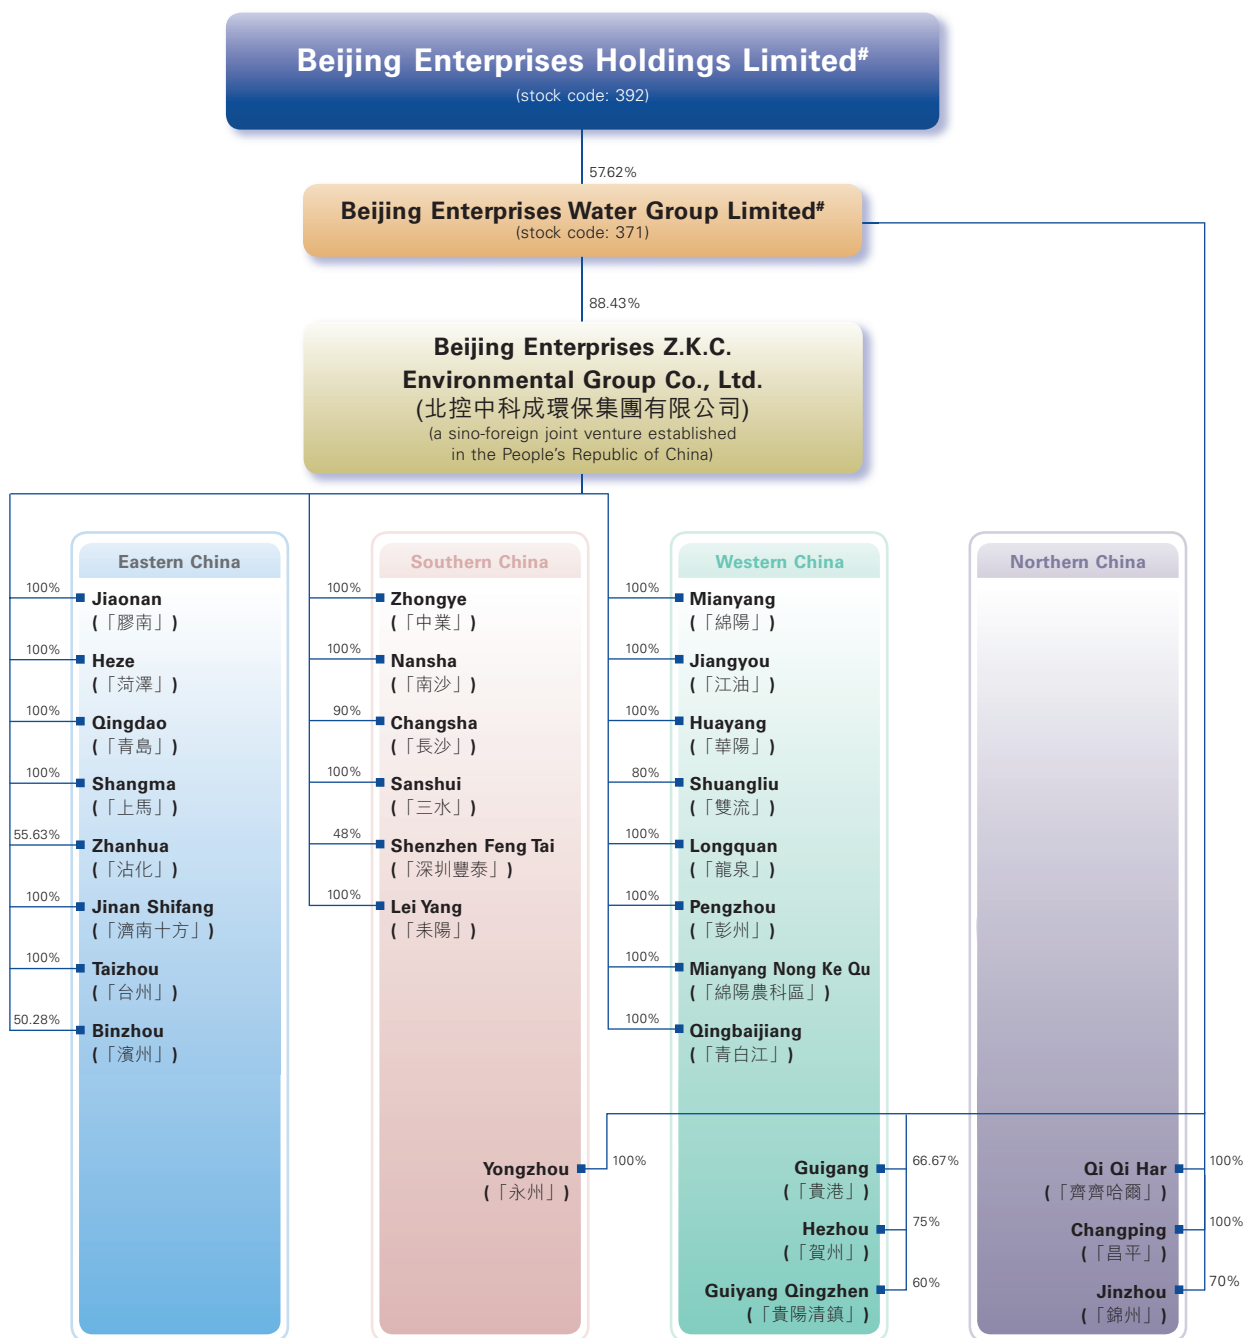 Beijing Enterprises Holdings Limited#
(stock code: 392)
57.62%
Beijing Enterprises Water Group Limited#
(stock code: 371)
88.43%
Beijing Enterprises Z.K.C.
Environmental Group Co., Ltd.
(北控中科成環保集團有限公司)
(a sino-foreign joint venture established
in the People's Republic of China)
Eastern China
100%
Jiaonan
(「膠南」)
100%
Heze
(「菏澤」)
100%
Qingdao
(「青島」)
100%
Shangma
(「上馬」)
55.63%
Zhanhua
(「沾化」)
100%
Jinan Shifang
(「濟南十方」)
100%
Taizhou
(「台州」)
50.28%
Binzhou
(「濱州」)
Southern China
100%
Zhongye
(「中業」)
100%
Nansha
(「南沙」)
90%
Changsha
(「長沙」)
100%
Sanshui
(「三水」)
48%
Shenzhen Feng Tai
(「深圳豐泰」)
100%
Lei Yang
(「耒陽」)
Yongzhou
(「永州」)
100%
Western China
100%
Mianyang
(「綿陽」)
100%
Jiangyou
(「江油」)
100%
Huayang
(「華陽」)
80%
Shuangliu
(「雙流」)
100%
Longquan
(「龍泉」)
100%
Pengzhou
(「彭州」)
100%
Mianyang Nong Ke Qu
(「綿陽農科區」)
100%
Qingbaijiang
(「青白江」)
Guigang
(「貴港」)
66.67%
Hezhou
(「賀州」)
75%
Guiyang Qingzhen
(「貴陽清鎮」)
60%
Northern China
Qi Qi Har
(「齊齊哈爾」)
100%
Changping
(「昌平」)
100%
Jinzhou
(「錦州」)
70%